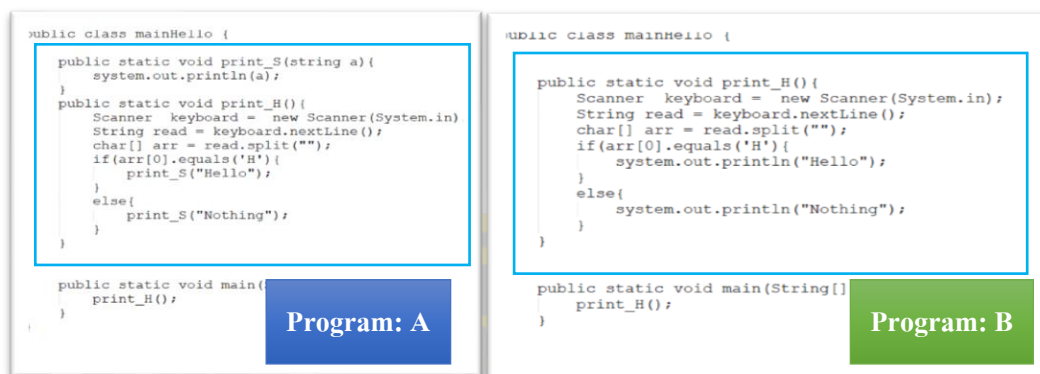 public class mainHello {
public static void print_S(string a){
system.out.println(a);
}
public static void print_H(){
Scanner keyboard = new Scanner(System.in)
String read = keyboard.nextLine();
char[] arr = read.split("");
if(arr[0].equals('H'){
print_S("Hello");
}
else{
print_S("Nothing");
}
}
public static void main(
print_H();
}
Program: A
public class mainHello {
public static void print_H(){
Scanner keyboard = new Scanner(System.in);
String read = keyboard.nextLine();
char[] arr = read.split("");
if(arr[0].equals('H'){
system.out.println("Hello");
}
else{
system.out.println("Nothing");
}
}
public static void main(String[]
print_H();
}
Program: B